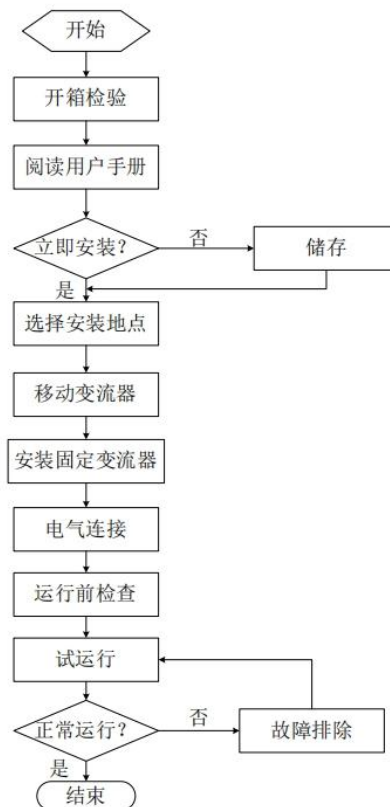 开始
开箱检验
阅读用户手册
立即安装？
否
储存
是
选择安装地点
移动变流器
安装固定变流器
电气连接
运行前检查
试运行
正常运行？
否
故障排除
是
结束